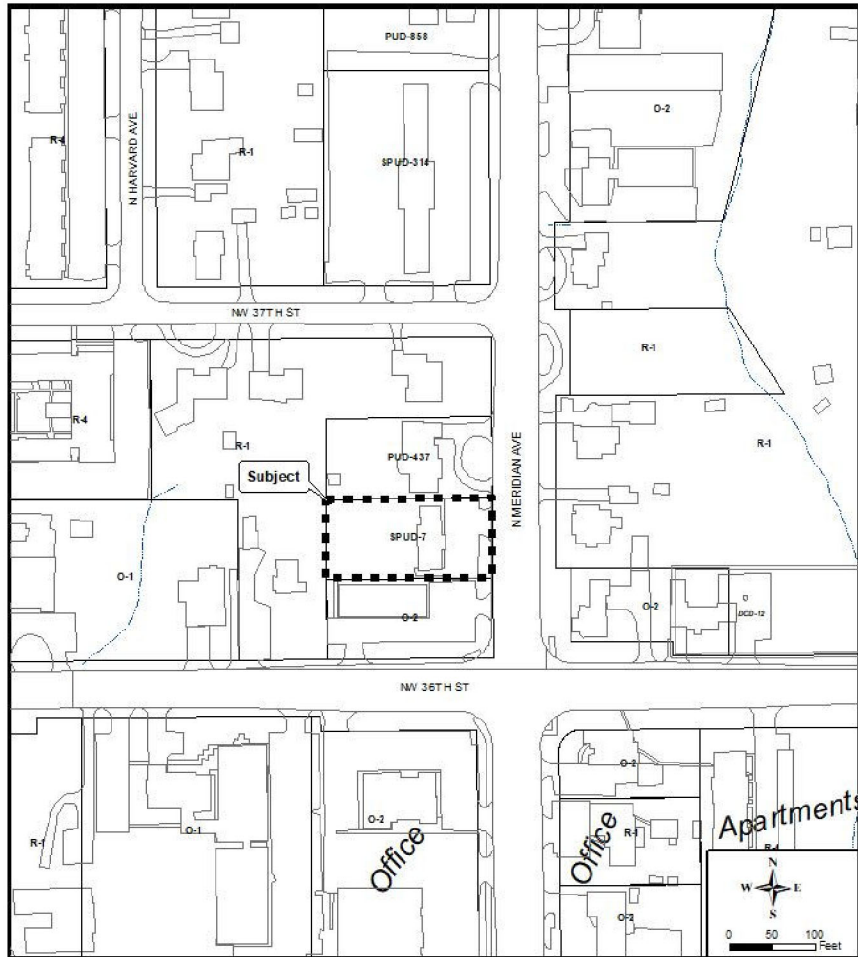 PUD-858
O-2
R-4
N HARVARD AVE
R-1
SPUD-314
NW 37TH ST
R-1
R-4
R-1
PUD-437
R-1
Subject
N MERIDIAN AVE
SPUD-7
O-1
O-2
O-2
DCD-12
NW 36TH ST
O-2
O-2
R-1
O-1
Office
Office
R-1
Apartments
R-4
O-2
N
W E
S
0 50 100
Feet